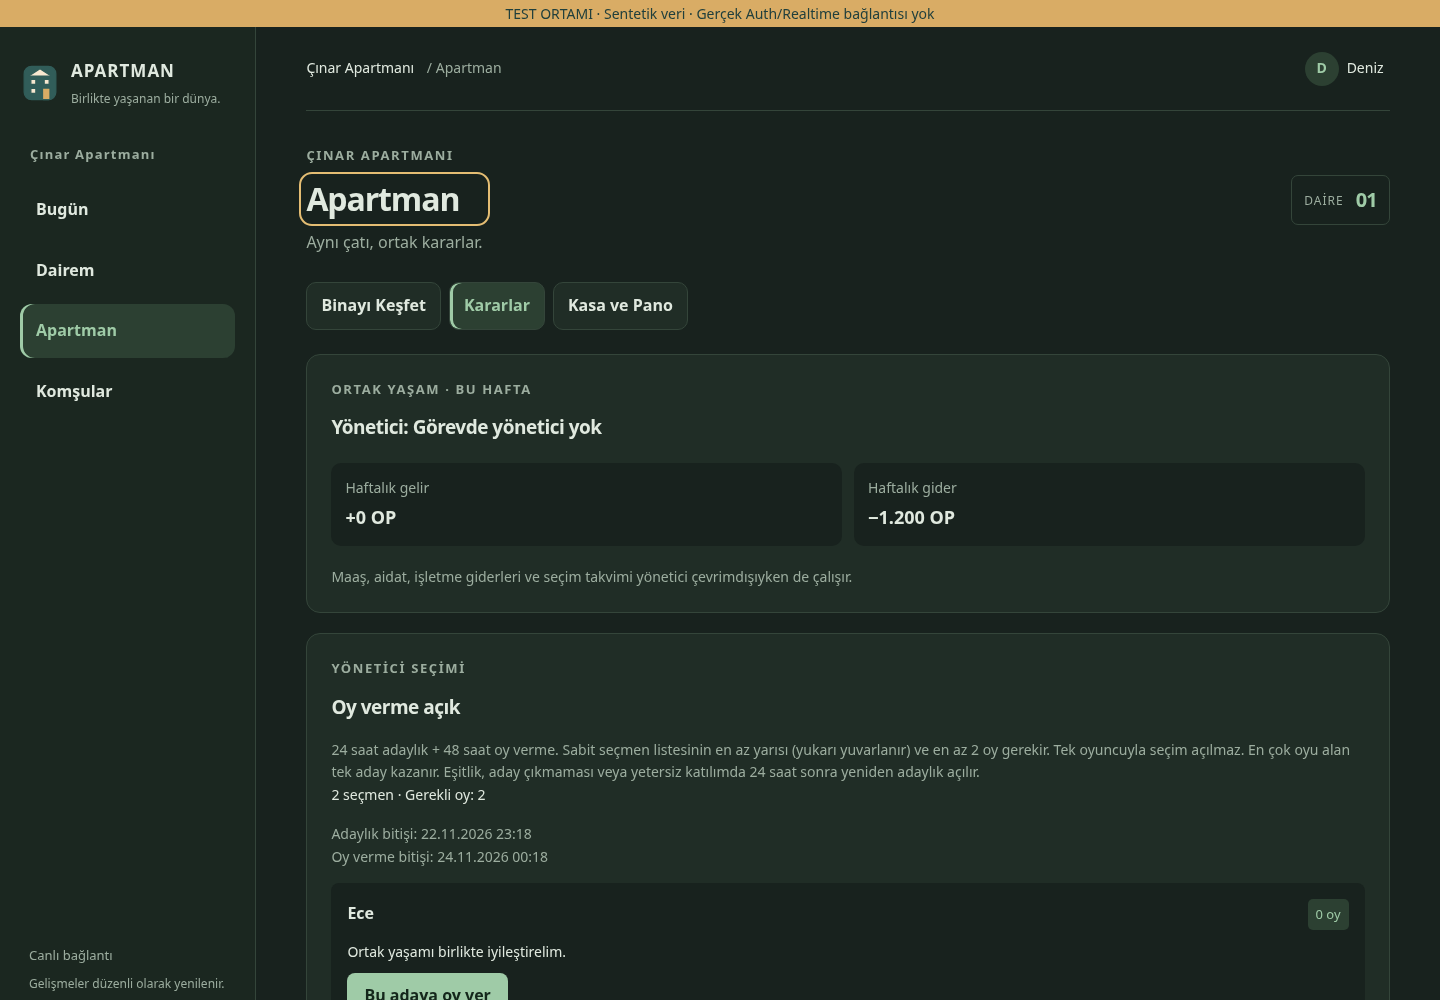 TEST ORTAMI · Sentetik veri · Gerçek Auth/Realtime bağlantısı yok
APARTMAN
Birlikte yaşanan bir dünya.
Çınar Apartmanı
Bugün
Dairem
Apartman
Komşular
Canlı bağlantı
Gelişmeler düzenli olarak yenilenir.
Çınar Apartmanı / Apartman
D Deniz
ÇINAR APARTMANI
Apartman
Aynı çatı, ortak kararlar.
DAİRE 01
Binayı Keşfet
Kararlar
Kasa ve Pano
ORTAK YAŞAM · BU HAFTA
Yönetici: Görevde yönetici yok
Haftalık gelir
+0 OP
Haftalık gider
−1.200 OP
Maaş, aidat, işletme giderleri ve seçim takvimi yönetici çevrimdışıyken de çalışır.
YÖNETİCİ SEÇİMİ
Oy verme açık
24 saat adaylık + 48 saat oy verme. Sabit seçmen listesinin en az yarısı (yukarı yuvarlanır) ve en az 2 oy gerekir. Tek oyuncuyla seçim açılmaz. En çok oyu alan
tek aday kazanır. Eşitlik, aday çıkmaması veya yetersiz katılımda 24 saat sonra yeniden adaylık açılır.
2 seçmen · Gerekli oy: 2
Adaylık bitişi: 22.11.2026 23:18
Oy verme bitişi: 24.11.2026 00:18
Ece
0 oy
Ortak yaşamı birlikte iyileştirelim.
Bu adaya oy ver